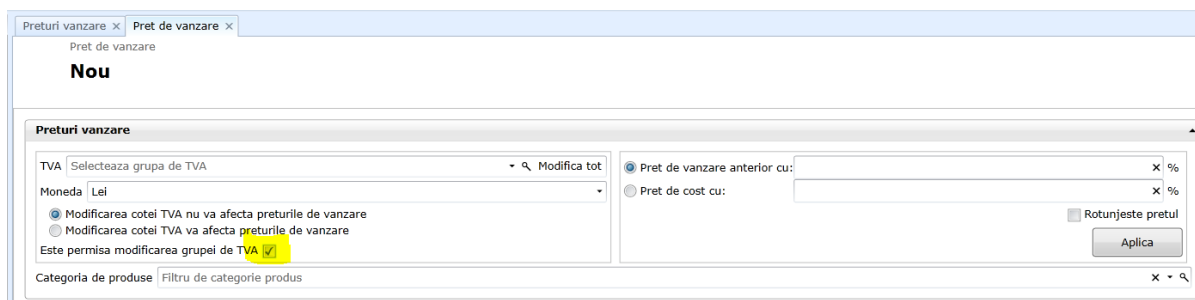 Preturi vanzare × Pret de vanzare ×
Pret de vanzare
Nou
Preturi vanzare
TVA Selecteaza grupa de TVA Modifica tot
Moneda Lei
Modificarea cotei TVA nu va afecta preturile de vanzare
Modificarea cotei TVA va afecta preturile de vanzare
Este permisa modificarea grupei de TVA
Pret de vanzare anterior cu: × %
Pret de cost cu: × %
Rotunjeste pretul
Aplica
Categoria de produse Filtru de categorie produs ×